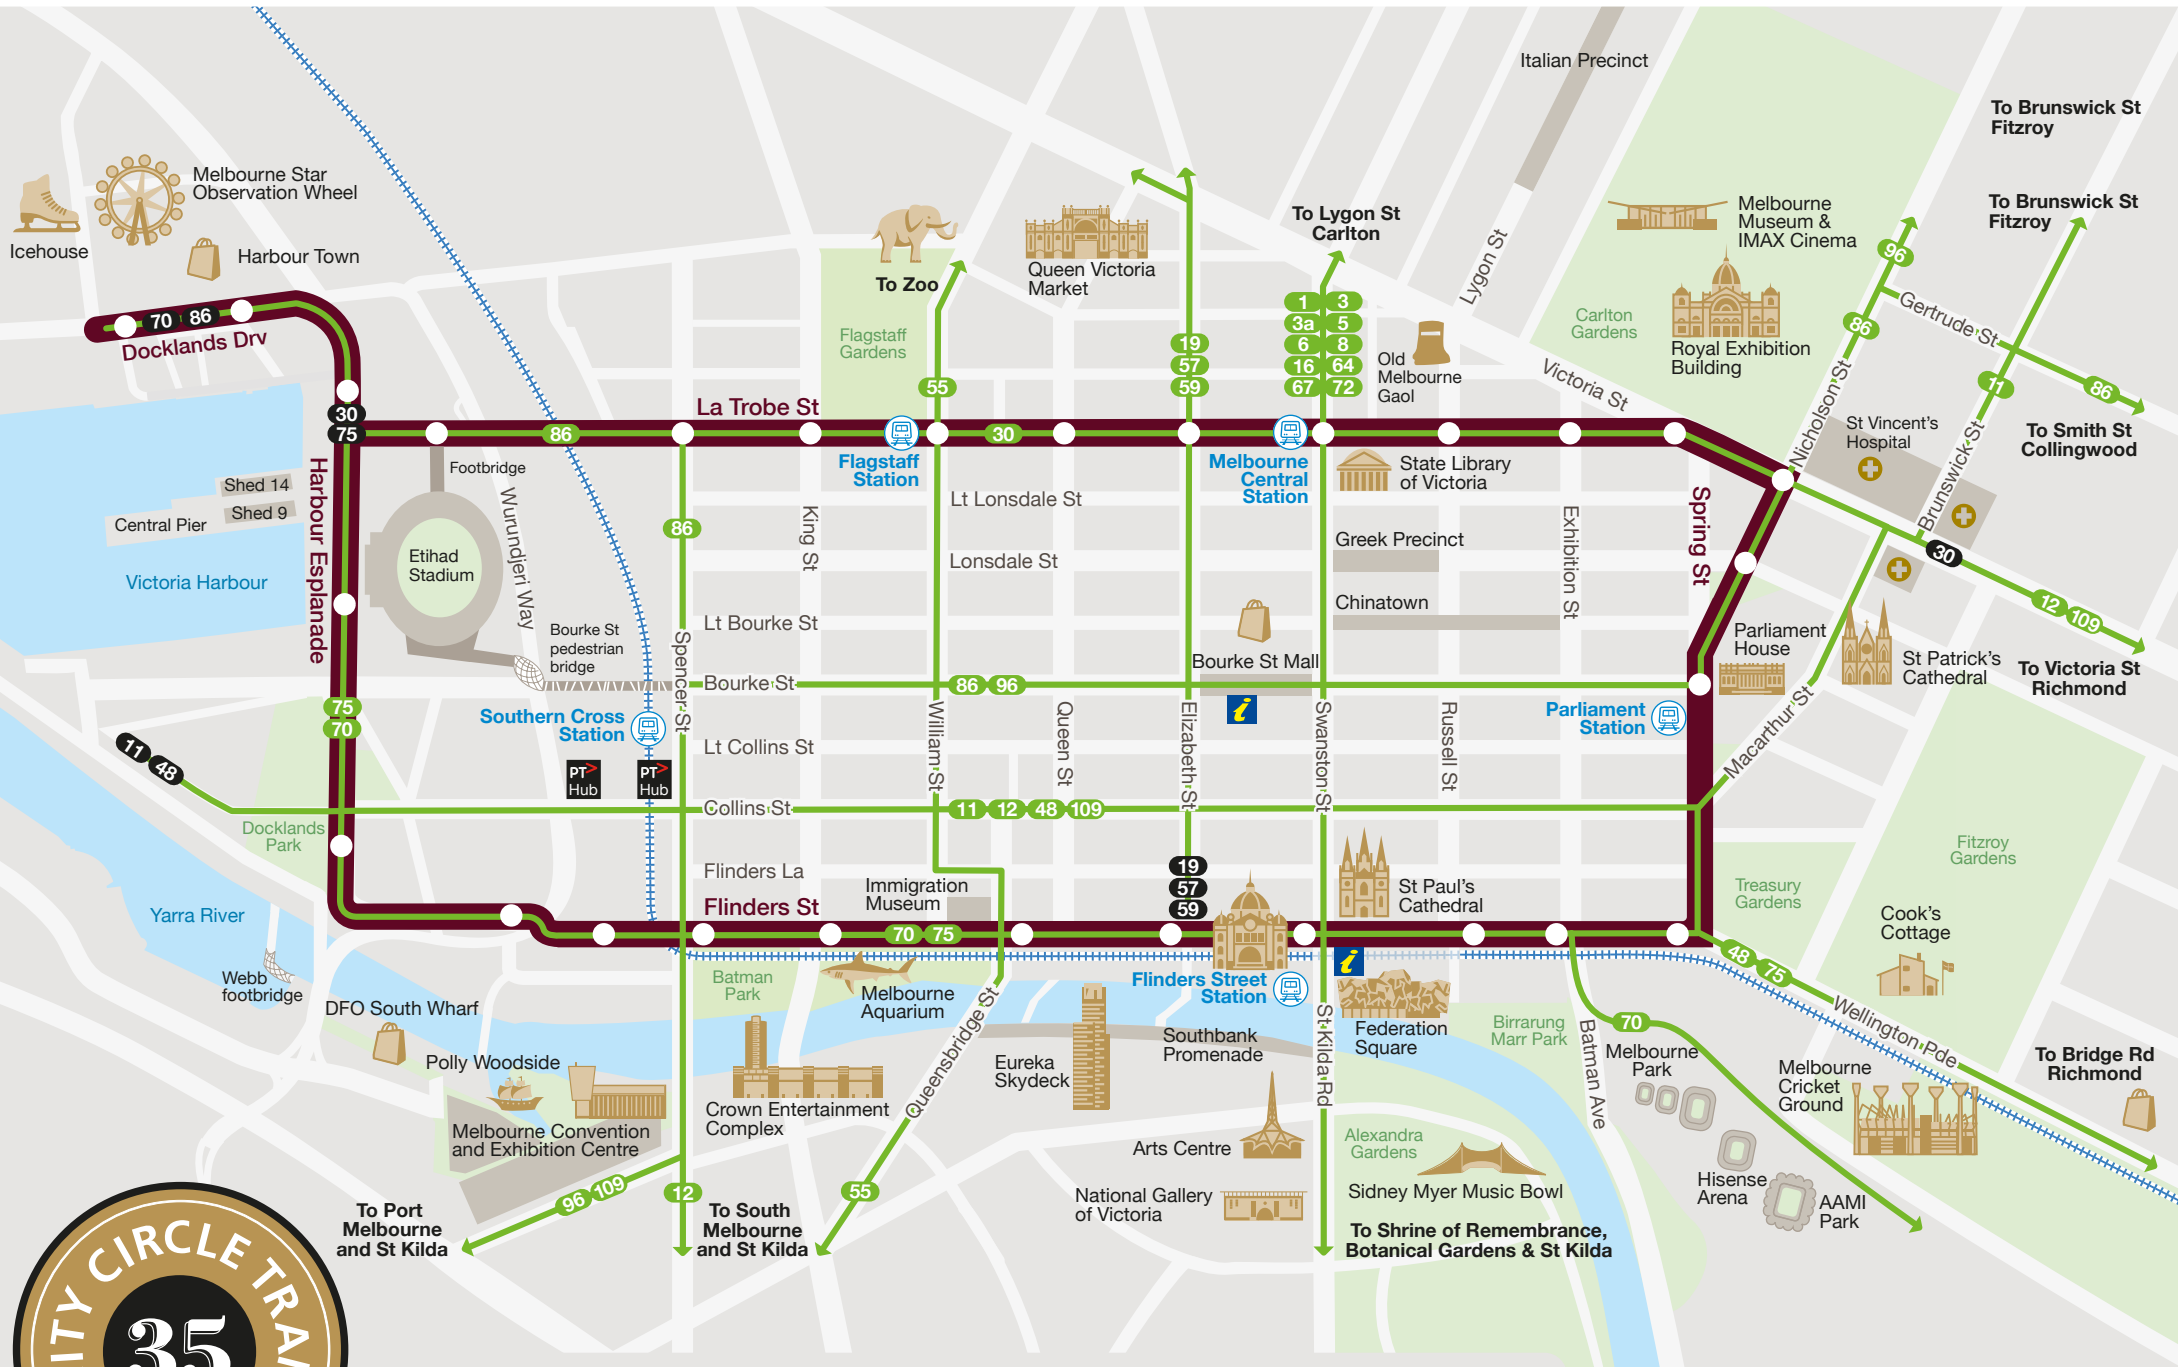 Italian Precinct
To Brunswick St
Fitzroy
Melbourne Star
Observation Wheel
Icehouse
Harbour Town
To Zoo
Queen Victoria
Market
To Lygon St
Carlton
Lygon St
Melbourne
Museum &
IMAX Cinema
To Brunswick St
Fitzroy
96
70 86
Docklands Drv
Flagstaff
Gardens
19
57
59
1 3
3a 5
6 8
16 64
67 72
Old
Melbourne
Gaol
Carlton
Gardens
Royal Exhibition
Building
86
Gertrude St
Victoria St
Nicholson St
11
86
55
30
75
La Trobe St
86
30
Flagstaff
Station
Melbourne
Central
Station
State Library
of Victoria
St Vincent's
Hospital
Brunswick St
To Smith St
Collingwood
Footbridge
Shed 14
Shed 9
Central Pier
Victoria Harbour
Harbour Esplanade
Etihad
Stadium
Wurundjeri Way
86
King St
Lt Lonsdale St
Lonsdale St
Greek Precinct
Chinatown
Exhibition St
Spring St
30
12 109
To Victoria St
Richmond
Bourke St
pedestrian
bridge
Spencer St
Lt Bourke St
Bourke St
86 96
Bourke St Mall
i
Parliament
House
St Patrick's
Cathedral
Southern Cross
Station
75
70
11 48
PT>
Hub
PT>
Hub
Lt Collins St
William St
Queen St
Elizabeth St
Swanston St
Russell St
Parliament
Station
Macarthur St
Collins St
11 12 48 109
Docklands
Park
Flinders La
Immigration
Museum
19
57
59
St Paul's
Cathedral
Treasury
Gardens
Fitzroy
Gardens
Flinders St
70 75
Yarra River
Cook's
Cottage
Webb
footbridge
Batman
Park
Melbourne
Aquarium
Flinders Street
Station
i
48 75
DFO South Wharf
Polly Woodside
Queensbridge St
Eureka
Skydeck
Southbank
Promenade
St Kilda Rd
Federation
Square
Birrarung
Marr Park
Batman Ave
70
Melbourne
Park
Wellington Pde
Melbourne
Cricket
Ground
To Bridge Rd
Richmond
Crown Entertainment
Complex
Melbourne Convention
and Exhibition Centre
Arts Centre
Alexandra
Gardens
Sidney Myer Music Bowl
Hisense
Arena
AAMI
Park
National Gallery
of Victoria
96 109
12
55
To Port
Melbourne
and St Kilda
To South
Melbourne
and St Kilda
To Shrine of Remembrance,
Botanical Gardens & St Kilda
ITY CIRCLE TRA
35